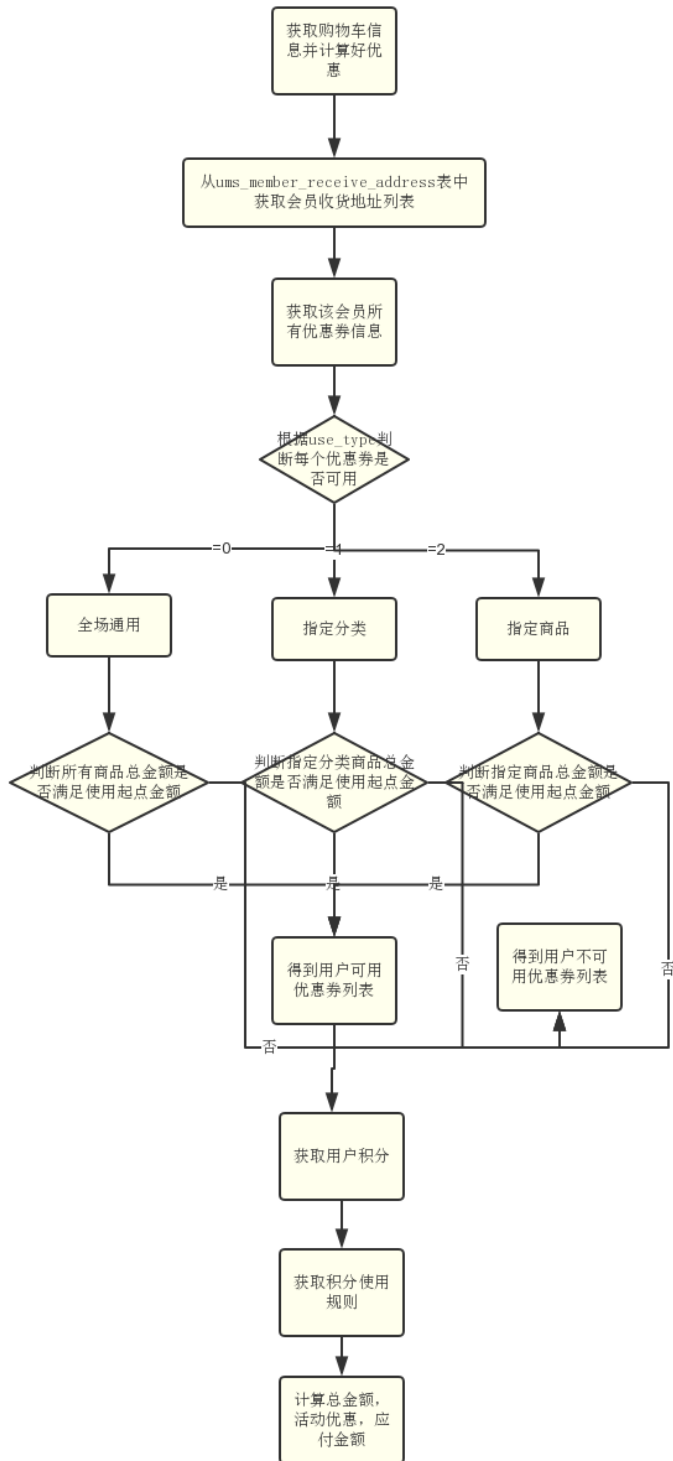 获取购物车信
息并计算好优
惠
从ums_member_receive_address表中
获取会员收货地址列表
获取该会员所
有优惠券信息
根据use_type判
断每个优惠券是
否可用
=0
=1
=2
全场通用
指定分类
指定商品
判断所有商品总金额是
否满足使用起点金额
判断指定分类商品总金
额是否满足使用起点金
额
判断指定商品总金额是
否满足使用起点金额
是
是
是
得到用户可用
优惠券列表
得到用户不可
用优惠券列表
否
否
否
获取用户积分
获取积分使用
规则
计算总金额，
活动优惠，应
付金额